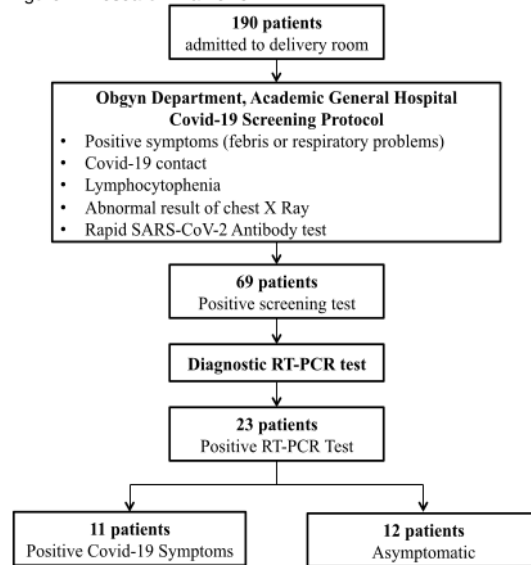 190 patients
admitted to delivery room
Obgyn Department, Academic General Hospital
Covid-19 Screening Protocol
• Positive symptoms (febris or respiratory problems)
• Covid-19 contact
• Lymphocytophenia
• Abnormal result of chest X Ray
• Rapid SARS-CoV-2 Antibody test
69 patients
Positive screening test
Diagnostic RT-PCR test
23 patients
Positive RT-PCR Test
11 patients
Positive Covid-19 Symptoms
12 patients
Asymptomatic